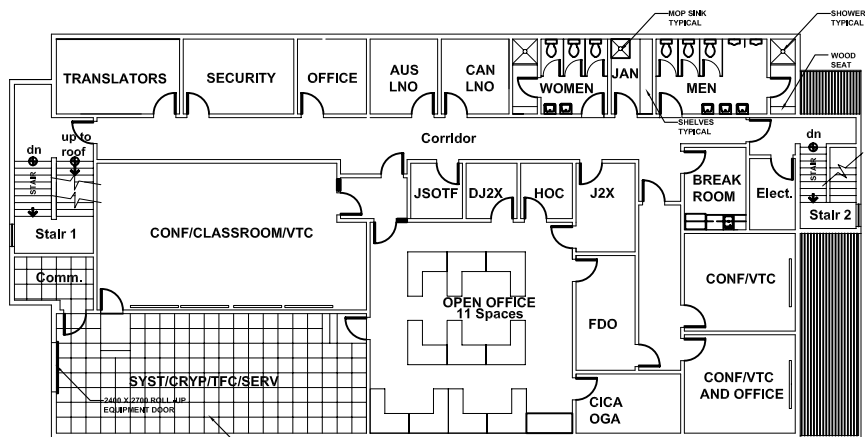 MOP SINK
TYPICAL
SHOWER
TYPICAL
WOOD
SEAT
TRANSLATORS
SECURITY
OFFICE
AUS
LNO
CAN
LNO
WOMEN
JAN
MEN
SHELVES
TYPICAL
Corridor
dn
up to
roof
dn
STAIR
STAIR
JSOTF
DJ2X
HOC
J2X
BREAK
ROOM
Elect.
Stair 1
Stair 2
CONF/CLASSROOM/VTC
Comm.
CONF/VTC
OPEN OFFICE
11 Spaces
FDO
SYST/CRYP/TFC/SERV
2400 X 2700 ROLL-UP
EQUIPMENT DOOR
CICA
OGA
CONF/VTC
AND OFFICE